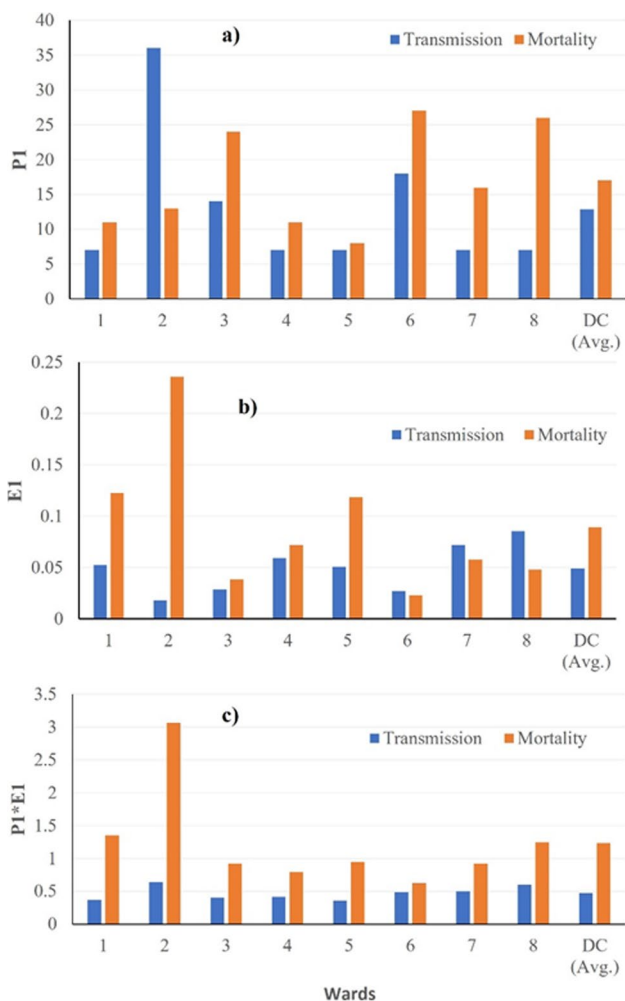 a)
Transmission Mortality
P1
40
35
30
25
20
15
10
5
0
1 2 3 4 5 6 7 8 DC
(Avg.)
b)
Transmission Mortality
E1
0.25
0.2
0.15
0.1
0.05
0
1 2 3 4 5 6 7 8 DC
(Avg.)
c)
Transmission Mortality
P1*E1
3.5
3
2.5
2
1.5
1
0.5
0
1 2 3 4 5 6 7 8 DC
(Avg.)
Wards